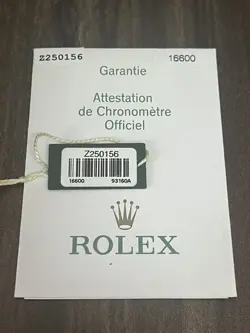 Z250156 16600
Garantie
Attestation
de Chronomètre
Officiel
Z250156
16600 93160A
ROLEX